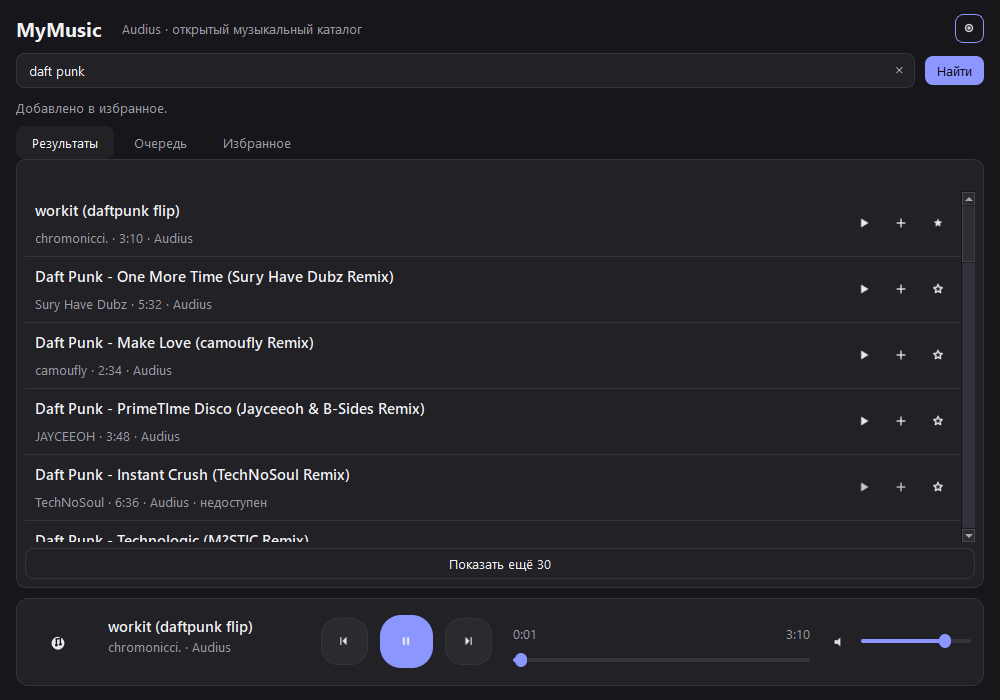 MyMusic Audius · открытый музыкальный каталог
daft punk × Найти
Добавлено в избранное.
Результаты Очередь Избранное
workit (daftpunk flip)
chromonicci. · 3:10 · Audius
Daft Punk - One More Time (Sury Have Dubz Remix)
Sury Have Dubz · 5:32 · Audius
Daft Punk - Make Love (camoufly Remix)
camoufly · 2:34 · Audius
Daft Punk - PrimeTIme Disco (Jayceeoh & B-Sides Remix)
JAYCEEOH · 3:48 · Audius
Daft Punk - Instant Crush (TechNoSoul Remix)
TechNoSoul · 6:36 · Audius · недоступен
Daft Punk - Technologic (M?STIC Remix)
Показать ещё 30
workit (daftpunk flip)
chromonicci. · Audius
0:01 3:10